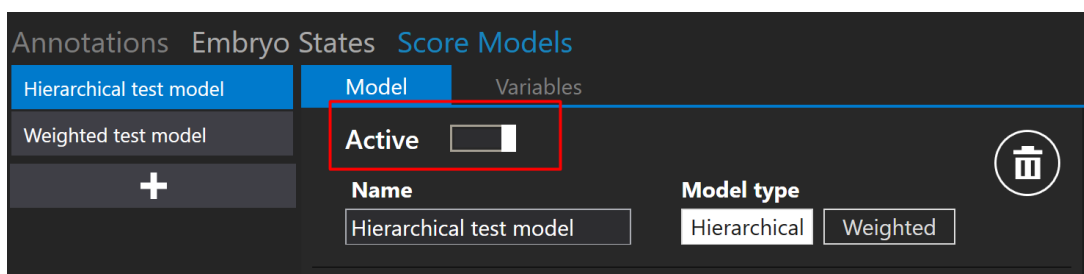 Annotations Embryo States Score Models
Hierarchical test model
Model Variables
Weighted test model
Active
Name
Model type
Hierarchical test model
Hierarchical Weighted